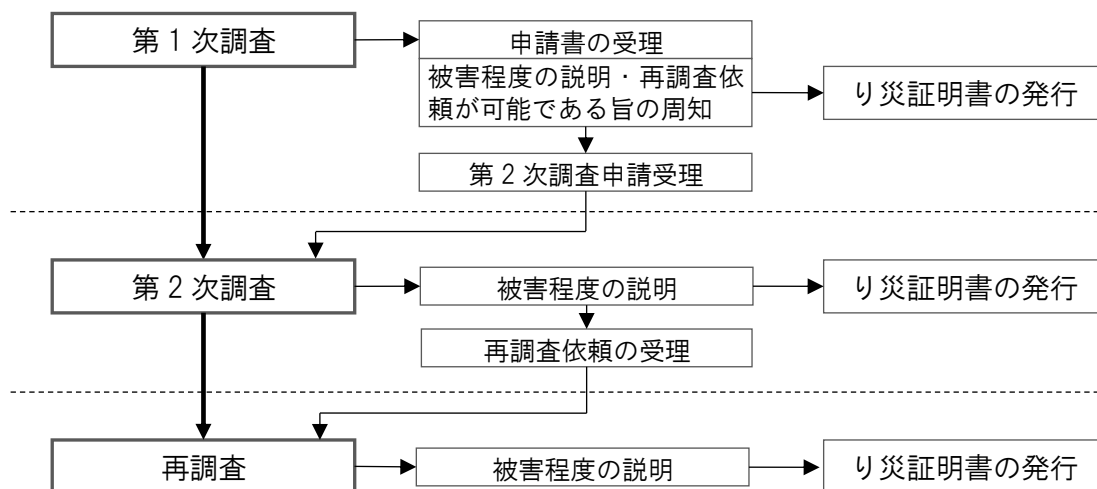 第1次調査
申請書の受理
被害程度の説明・再調査依
頼が可能である旨の周知
り災証明書の発行
第2次調査申請受理
第2次調査
被害程度の説明
り災証明書の発行
再調査依頼の受理
再調査
被害程度の説明
り災証明書の発行